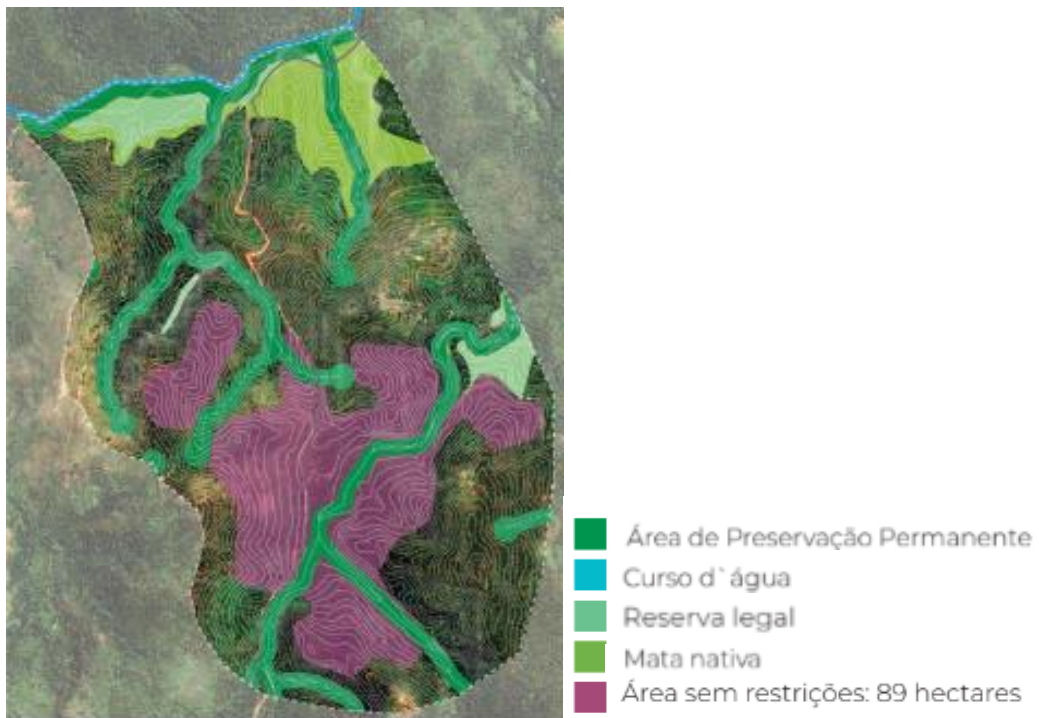 Área de Preservação Permanente
Curso d`água
Reserva legal
Mata nativa
Área sem restrições: 89 hectares